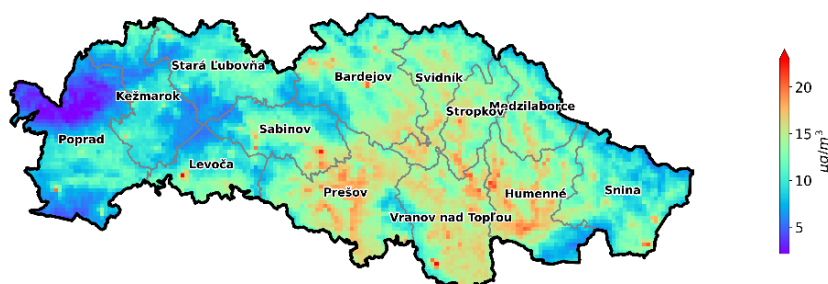 Stará Ľubovňa
Bardejov
Svidník
Kežmarok
Medzilaborce
Stropkov
Sabinov
Poprad
Levoča
Prešov
Humenné
Snina
Vranov nad Topľou
20
15
10
5
µg/m³